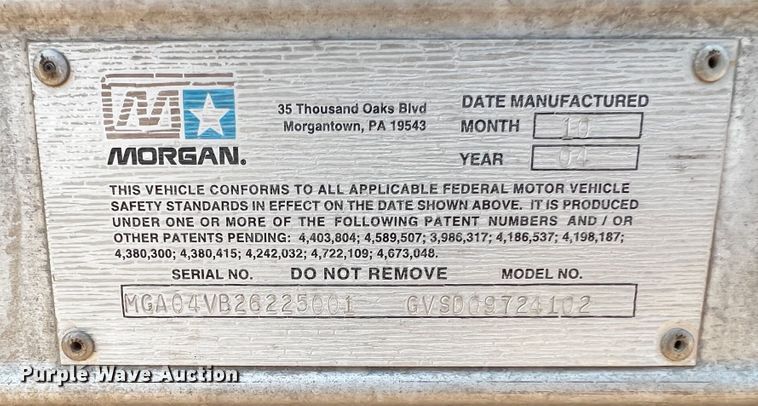 M
MORGAN.
35 Thousand Oaks Blvd
Morgantown, PA 19543
DATE MANUFACTURED
MONTH 10
YEAR 04
THIS VEHICLE CONFORMS TO ALL APPLICABLE FEDERAL MOTOR VEHICLE
SAFETY STANDARDS IN EFFECT ON THE DATE SHOWN ABOVE. IT IS PRODUCED
UNDER ONE OR MORE OF THE FOLLOWING PATENT NUMBERS AND / OR
OTHER PATENTS PENDING: 4,403,804; 4,589,507; 3,986,317; 4,186,537; 4,198,187;
4,380,300; 4,380,415; 4,242,032; 4,722,109; 4,673,048.
SERIAL NO. DO NOT REMOVE MODEL NO.
MGA04VB26225001 GVSD09724102
Purple Wave Auction